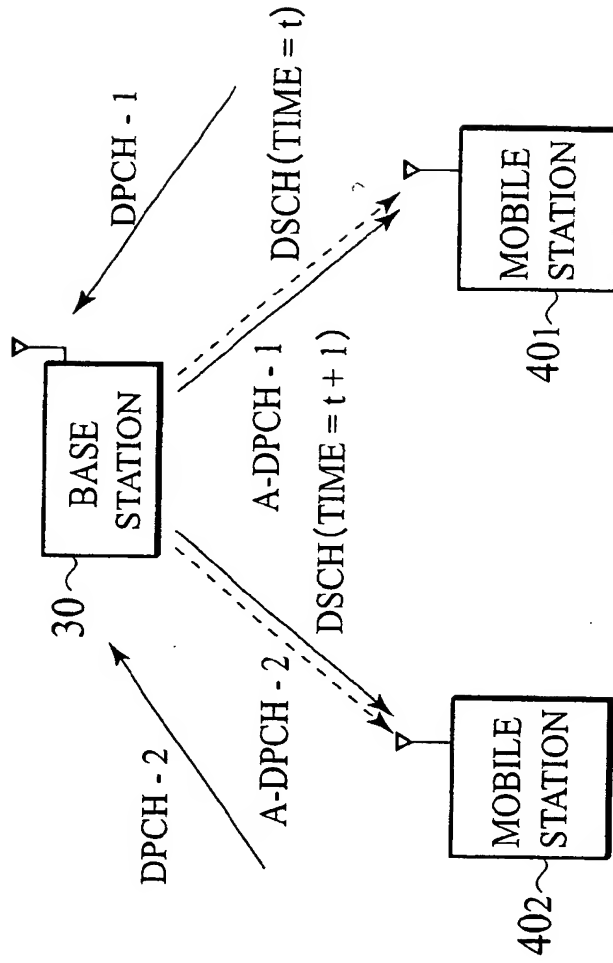 BASE
STATION
30
DPCH - 1
DPCH - 2
DSCH(TIME = t)
A-DPCH - 1
DSCH(TIME = t + 1)
A-DPCH - 2
MOBILE
STATION
401
MOBILE
STATION
402